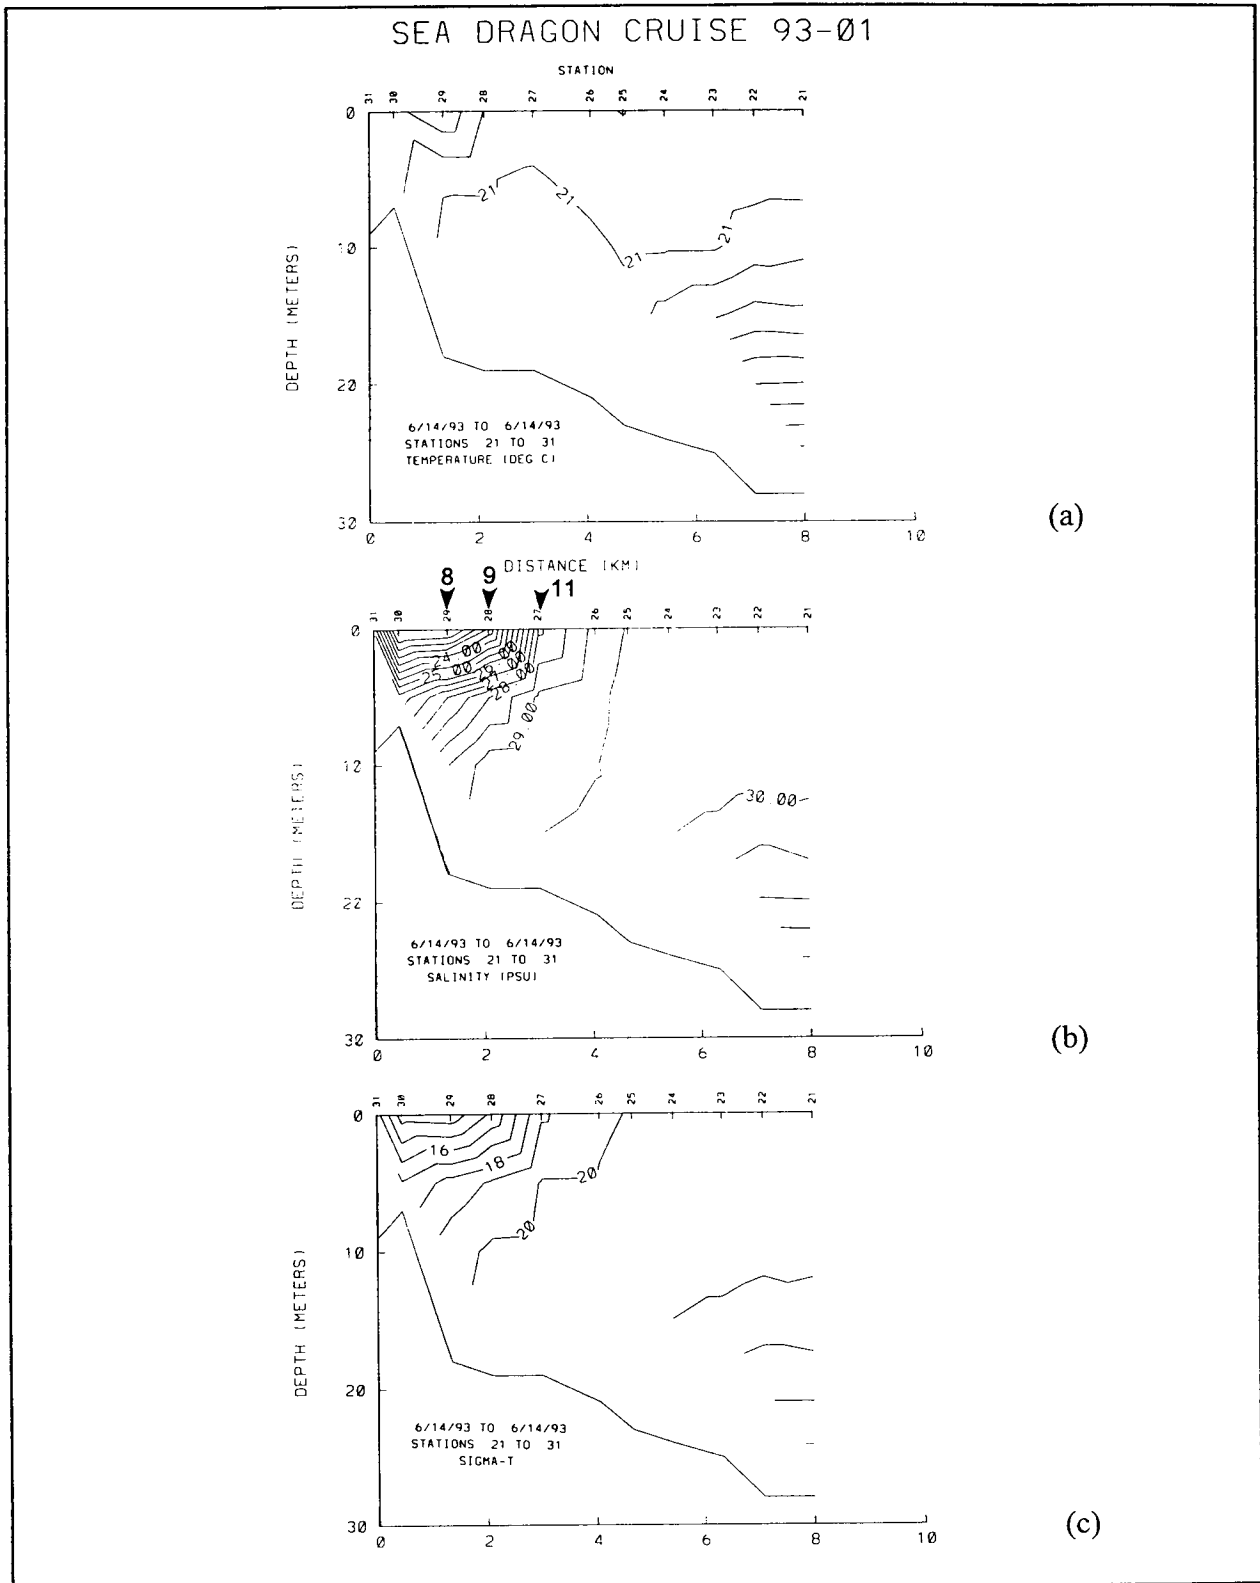 SEA DRAGON CRUISE 93-01
STATION
31 30 29 28 27 26 25 24 23 22 21
0
10
20
30
DEPTH (METERS)
21 21 21 21
6/14/93 TO 6/14/93
STATIONS 21 TO 31
TEMPERATURE (DEG C)
0 2 4 6 8 10
DISTANCE (KM)
(a)
8 9 11
31 30 29 28 27 26 25 24 23 22 21
0
10
20
30
DEPTH (METERS)
24.00
25.00
28
29.00
30.00
6/14/93 TO 6/14/93
STATIONS 21 TO 31
SALINITY (PSU)
0 2 4 6 8 10
(b)
31 30 29 28 27 26 25 24 23 22 21
0
10
20
30
DEPTH (METERS)
16
18
20
20
6/14/93 TO 6/14/93
STATIONS 21 TO 31
SIGMA-T
0 2 4 6 8 10
(c)